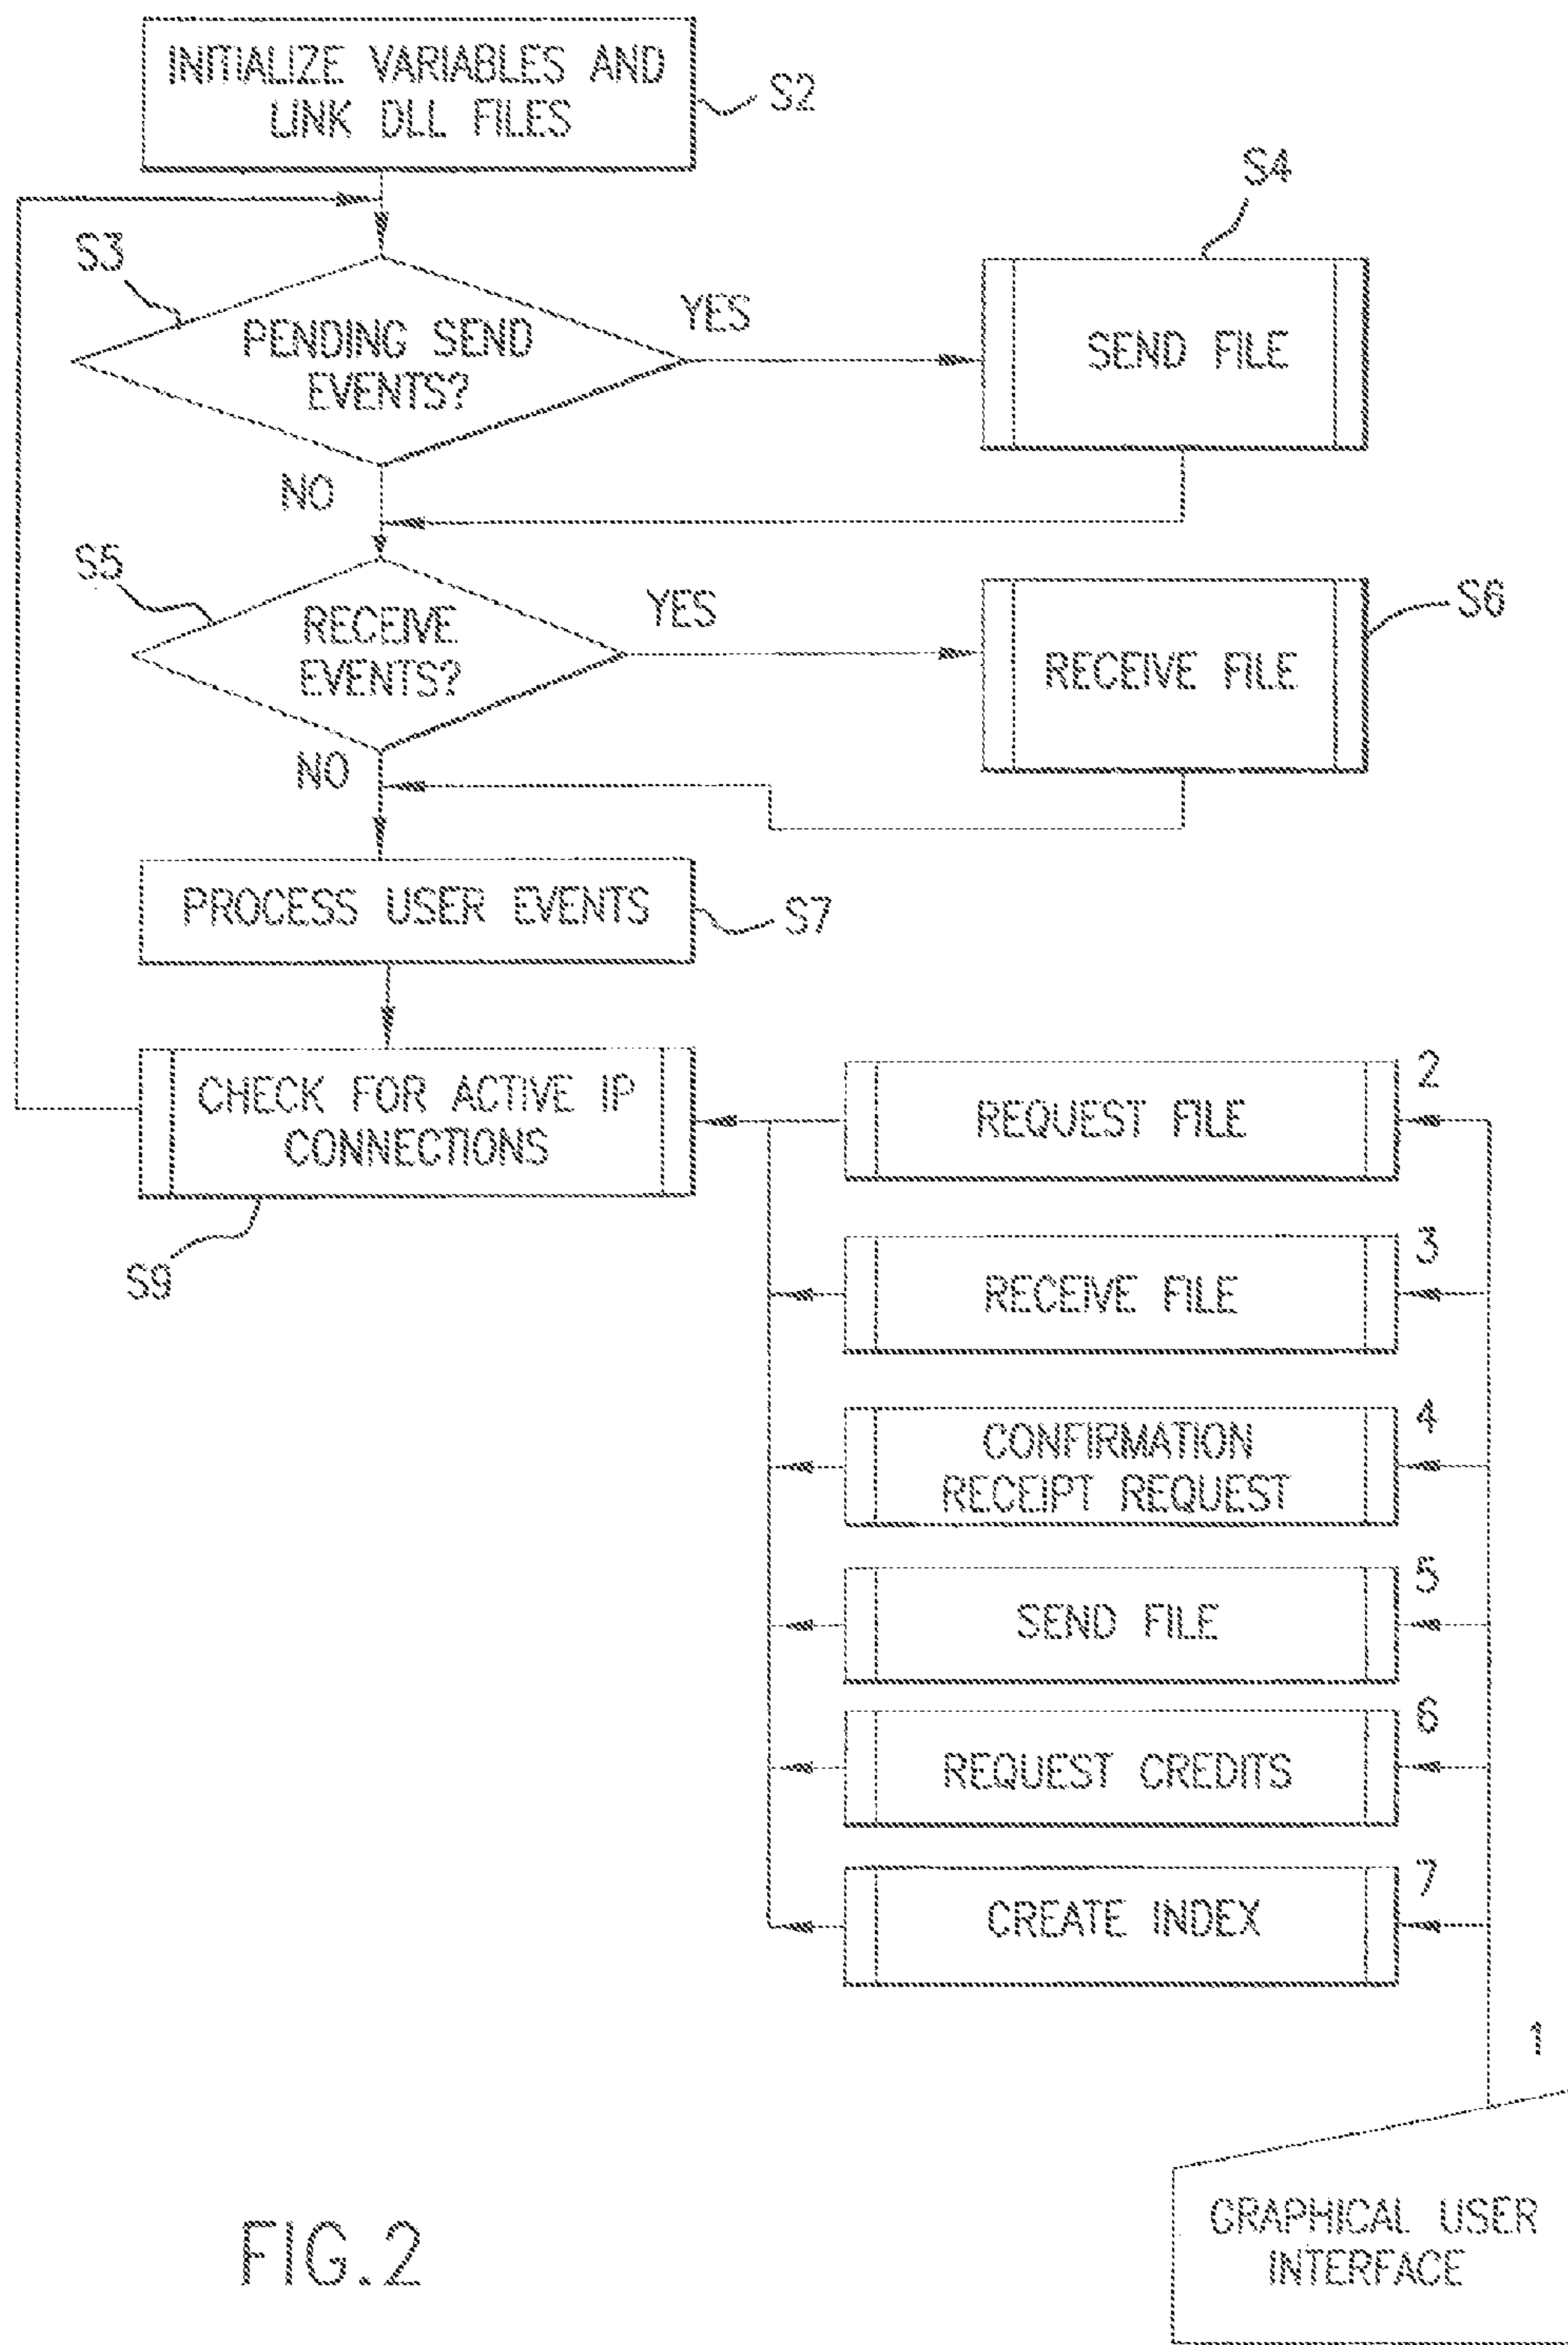 INITIALIZE VARIABLES AND
LINK DLL FILES
S2
S4
S3
PENDING SEND
EVENTS?
YES
SEND FILE
NO
S5
RECEIVE
EVENTS?
YES
RECEIVE FILE
S6
NO
PROCESS USER EVENTS
S7
CHECK FOR ACTIVE IP
CONNECTIONS
S9
REQUEST FILE
2
RECEIVE FILE
3
CONFIRMATION
RECEIPT REQUEST
4
SEND FILE
5
REQUEST CREDITS
6
CREATE INDEX
7
1
GRAPHICAL USER
INTERFACE
FIG.2